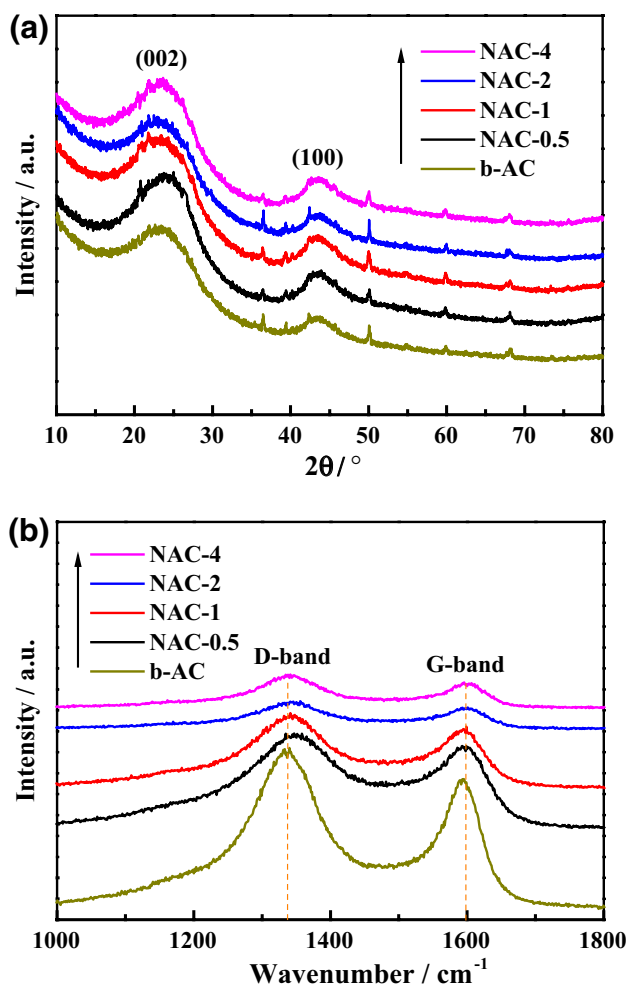 (a)
(002)
(100)
NAC-4
NAC-2
NAC-1
NAC-0.5
b-AC
Intensity / a.u.
10 20 30 40 50 60 70 80
2θ/ °
(b)
NAC-4
NAC-2
NAC-1
NAC-0.5
b-AC
D-band
G-band
Intensity / a.u.
1000 1200 1400 1600 1800
Wavenumber / cm⁻¹